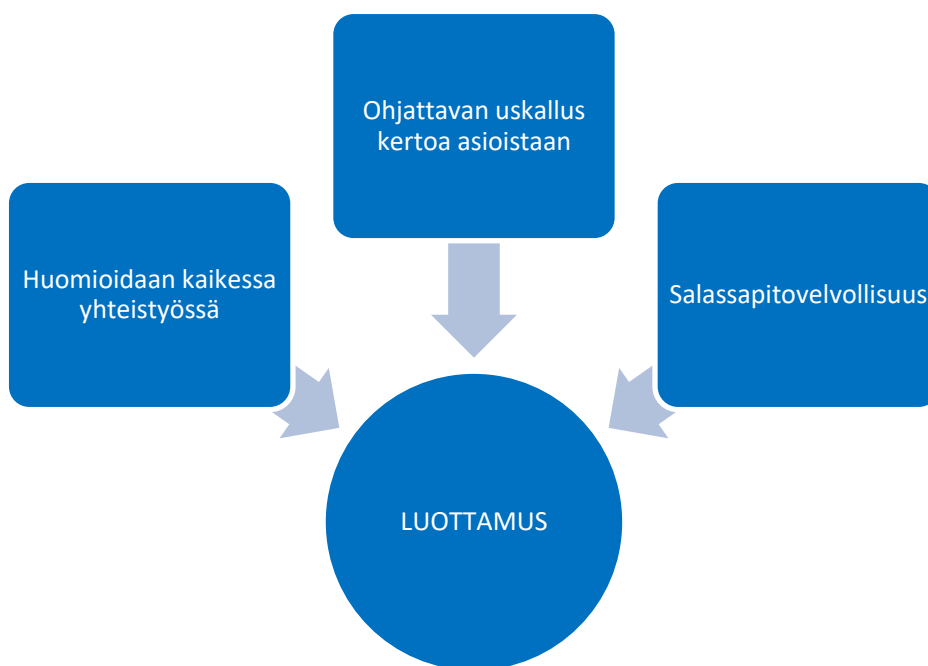 Ohjattavan uskallus
kertoa asioistaan
Huomioidaan kaikessa
yhteistyössä
Salassapitovelvollisuus
LUOTTAMUS